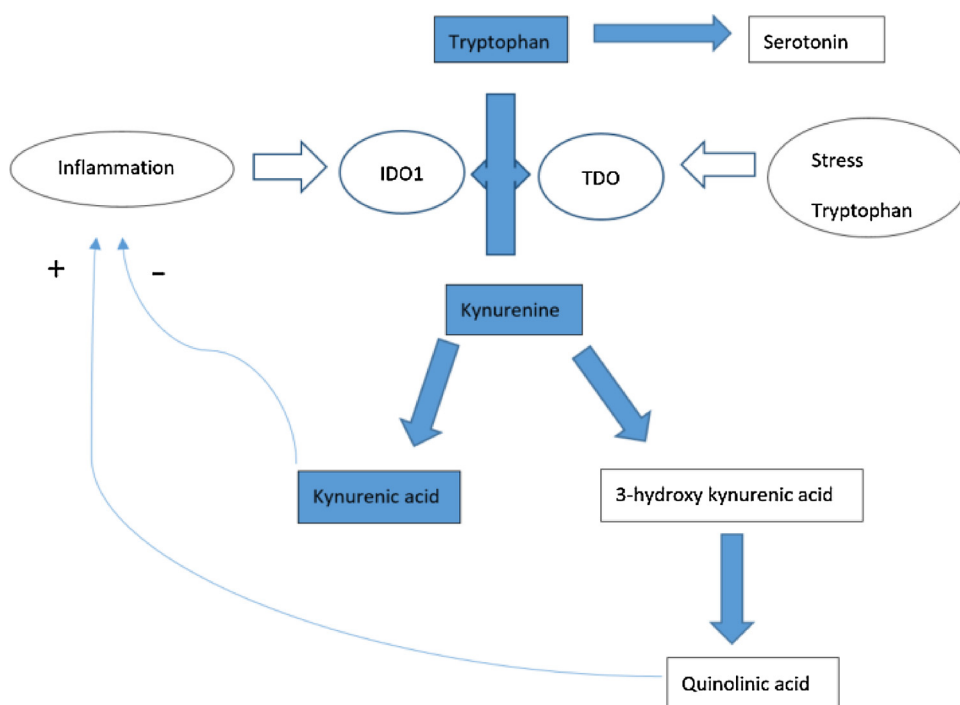 Tryptophan
Serotonin
Inflammation
IDO1
TDO
Stress
Tryptophan
+
-
Kynurenine
Kynurenic acid
3-hydroxy kynurenic acid
Quinolinic acid